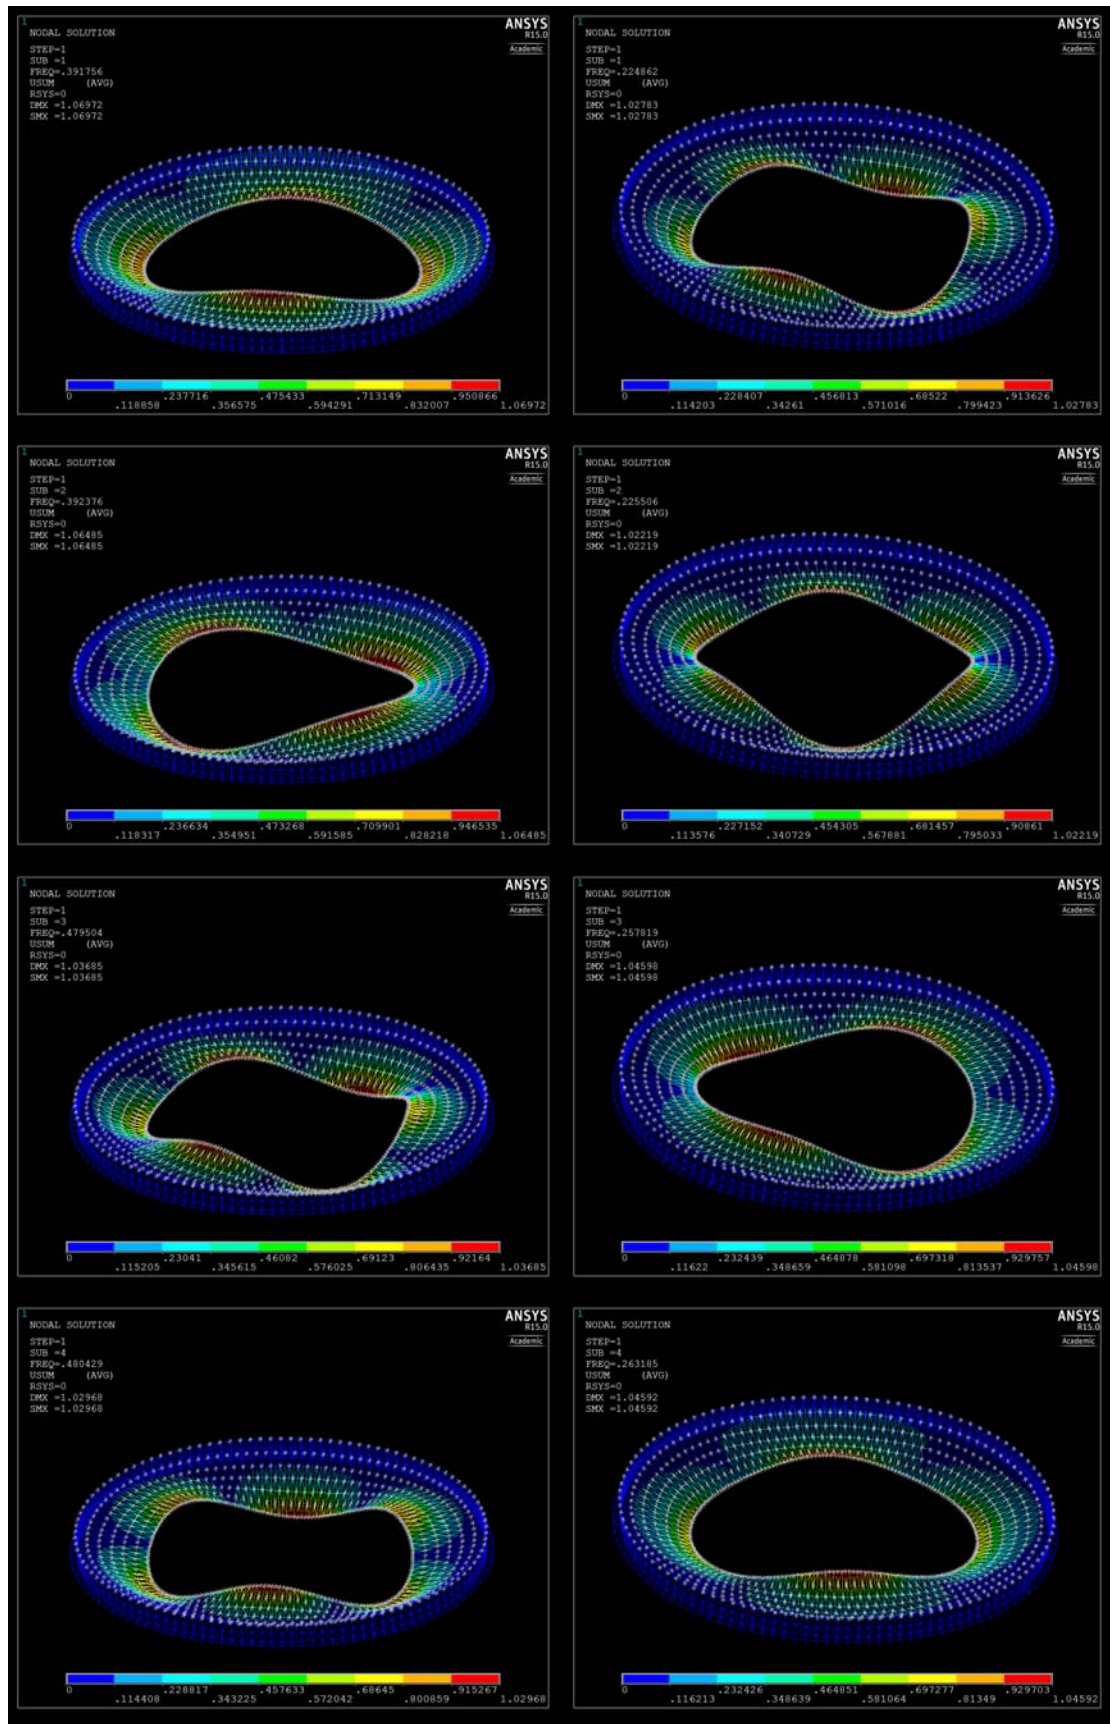 1
NODAL SOLUTION
STEP=1
SUB =1
FREQ=.391756
USUM (AVG)
RSYS=0
DMX =1.06972
SMX =1.06972
ANSYS
R15.0
Academic
0 .237716 .475433 .713149 .950866
.118858 .356575 .594291 .832007 1.06972
1
NODAL SOLUTION
STEP=1
SUB =1
FREQ=.224862
USUM (AVG)
RSYS=0
DMX =1.02783
SMX =1.02783
ANSYS
R15.0
Academic
0 .228407 .456813 .68522 .913626
.114203 .34261 .571016 .799423 1.02783
1
NODAL SOLUTION
STEP=1
SUB =2
FREQ=.392376
USUM (AVG)
RSYS=0
DMX =1.06485
SMX =1.06485
ANSYS
R15.0
Academic
0 .236634 .473268 .709901 .946535
.118317 .354951 .591585 .828218 1.06485
1
NODAL SOLUTION
STEP=1
SUB =2
FREQ=.225506
USUM (AVG)
RSYS=0
DMX =1.02219
SMX =1.02219
ANSYS
R15.0
Academic
0 .227152 .454305 .681457 .90861
.113576 .340729 .567881 .795033 1.02219
1
NODAL SOLUTION
STEP=1
SUB =3
FREQ=.479504
USUM (AVG)
RSYS=0
DMX =1.03685
SMX =1.03685
ANSYS
R15.0
Academic
0 .23041 .46082 .69123 .92164
.115205 .345615 .576025 .806435 1.03685
1
NODAL SOLUTION
STEP=1
SUB =3
FREQ=.257819
USUM (AVG)
RSYS=0
DMX =1.04598
SMX =1.04598
ANSYS
R15.0
Academic
0 .232439 .464878 .697318 .929757
.11622 .348659 .581098 .813537 1.04598
1
NODAL SOLUTION
STEP=1
SUB =4
FREQ=.480429
USUM (AVG)
RSYS=0
DMX =1.02968
SMX =1.02968
ANSYS
R15.0
Academic
0 .228817 .457633 .68645 .915267
.114408 .343225 .572042 .800859 1.02968
1
NODAL SOLUTION
STEP=1
SUB =4
FREQ=.263185
USUM (AVG)
RSYS=0
DMX =1.04592
SMX =1.04592
ANSYS
R15.0
Academic
0 .232426 .464851 .697277 .929703
.116213 .348639 .581064 .81349 1.04592